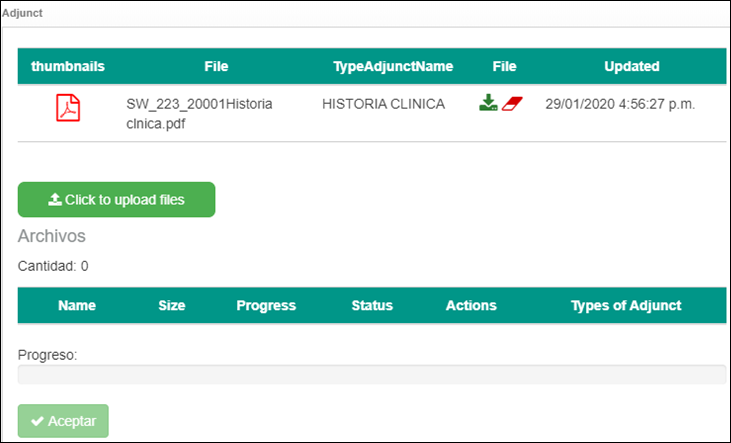 Adjunct
thumbnails File TypeAdjunctName File Updated
SW_223_20001Historia HISTORIA CLINICA 29/01/2020 4:56:27 p.m.
clnica.pdf
Click to upload files
Archivos
Cantidad: 0
Name Size Progress Status Actions Types of Adjunct
Progreso:
Aceptar